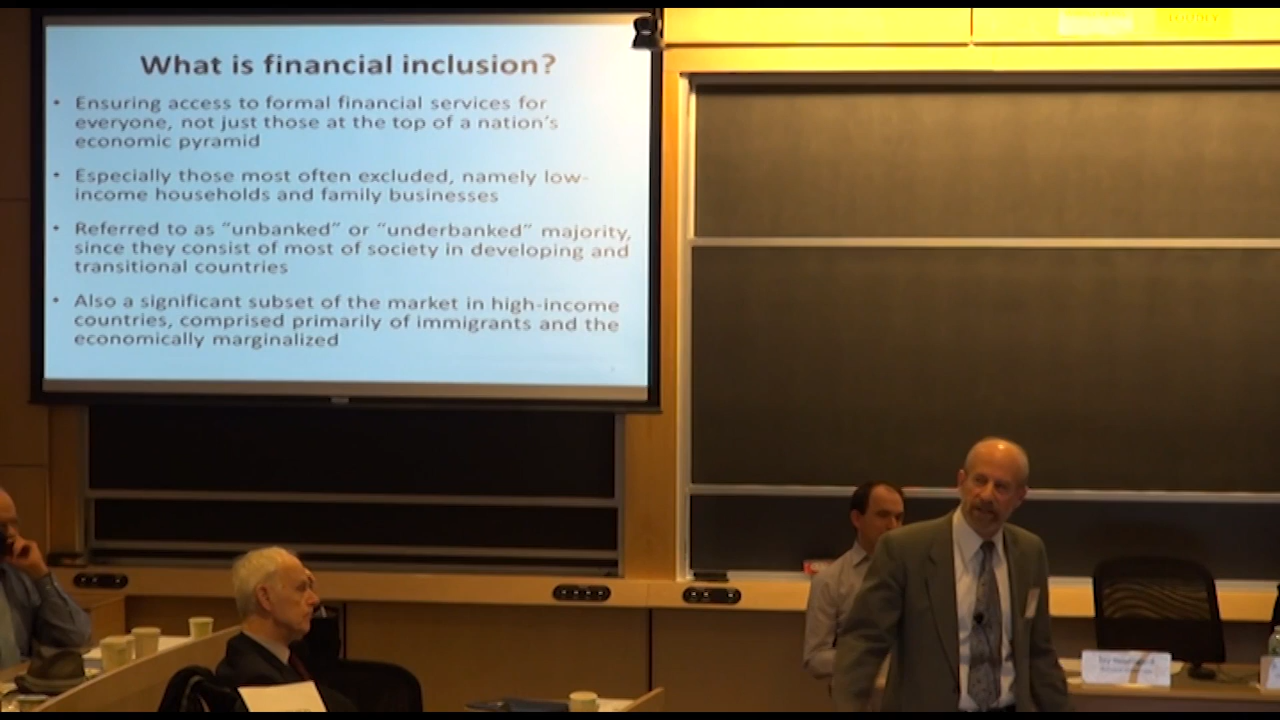 What is financial inclusion?
• Ensuring access to formal financial services for
everyone, not just those at the top of a nation's
economic pyramid
• Especially those most often excluded, namely low-
income households and family businesses
• Referred to as "unbanked" or "underbanked" majority,
since they consist of most of society in developing and
transitional countries
• Also a significant subset of the market in high-income
countries, comprised primarily of immigrants and the
economically marginalized